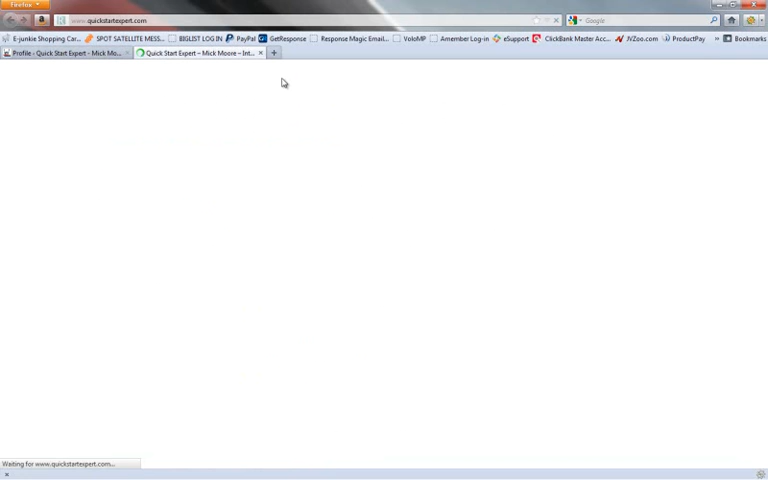 Firefox
www.quickstartexpert.com
Google
E-junkie Shopping Car... SPOT SATELLITE MESS... BIGLIST LOG IN PayPal GetResponse Response Magic Email... VoloMP Amember Log-in eSupport ClickBank Master Acc... JVZoo.com ProductPay » Bookmarks
Profile - Quick Start Expert - Mick Mo... Quick Start Expert – Mick Moore – Int...
Waiting for www.quickstartexpert.com...